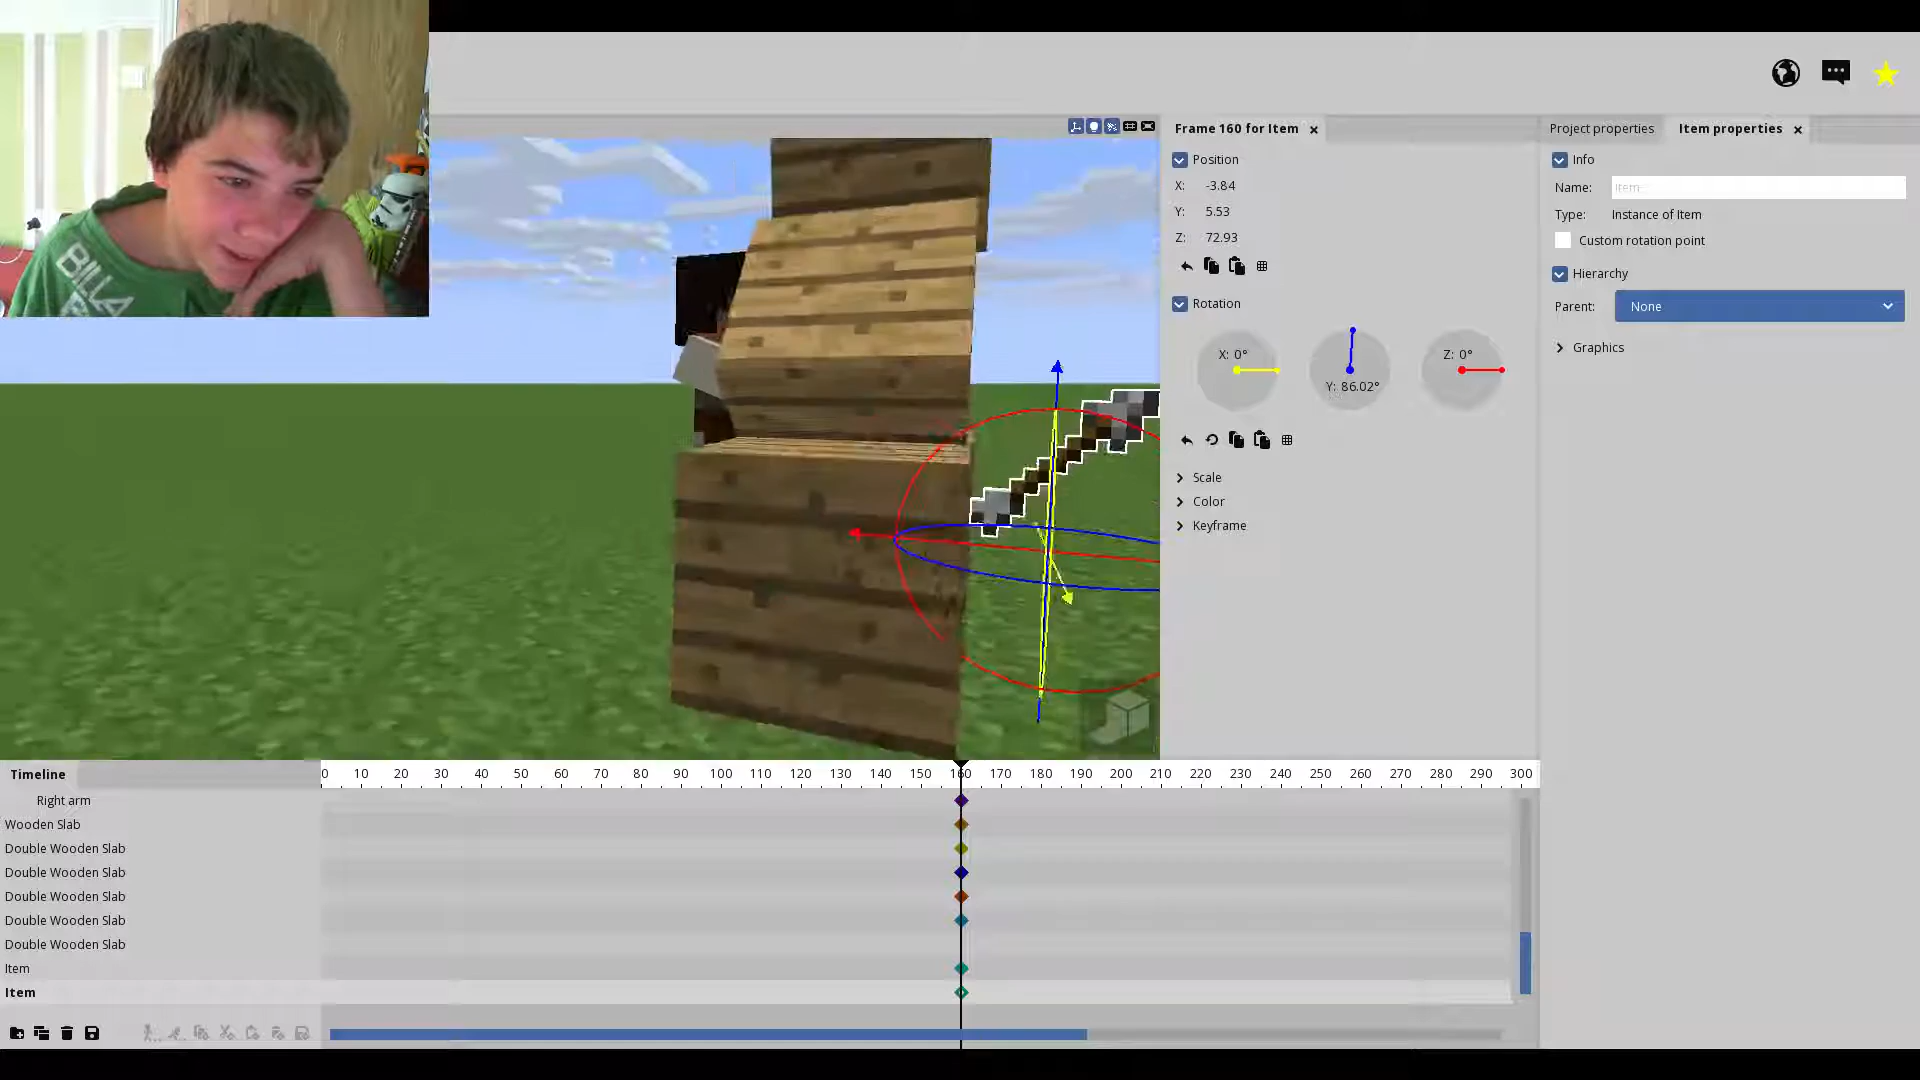 BILLA
Frame 160 for Item
Position
X: -3.84
Y: 5.53
Z: 72.93
Rotation
X: 0°
Y: 86.02°
Z: 0°
Scale
Color
Keyframe
Project properties
Item properties
Info
Name: Item
Type: Instance of Item
Custom rotation point
Hierarchy
Parent: None
Graphics
Timeline
0 10 20 30 40 50 60 70 80 90 100 110 120 130 140 150 160 170 180 190 200 210 220 230 240 250 260 270 280 290 300
Right arm
Wooden Slab
Double Wooden Slab
Double Wooden Slab
Double Wooden Slab
Double Wooden Slab
Double Wooden Slab
Item
Item